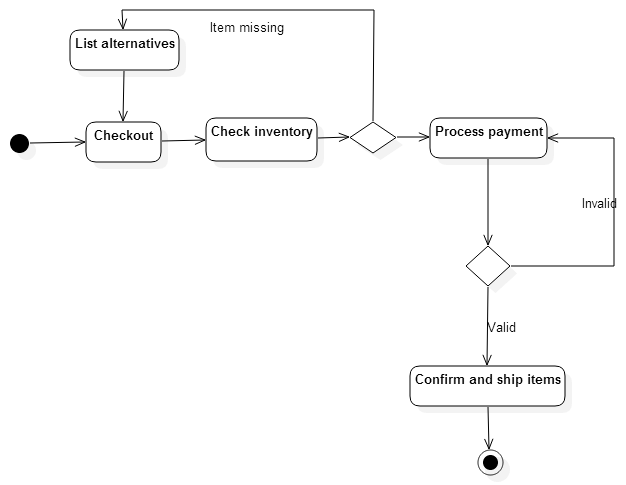 Item missing
List alternatives
Checkout
Check inventory
Process payment
Invalid
Valid
Confirm and ship items